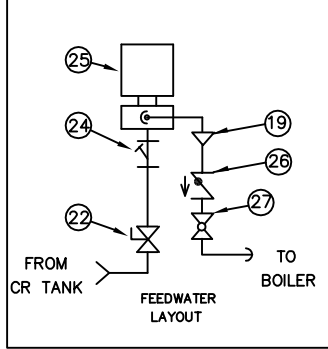 25
24
19
26
22
27
FROM
CR TANK
TO
BOILER
FEEDWATER
LAYOUT